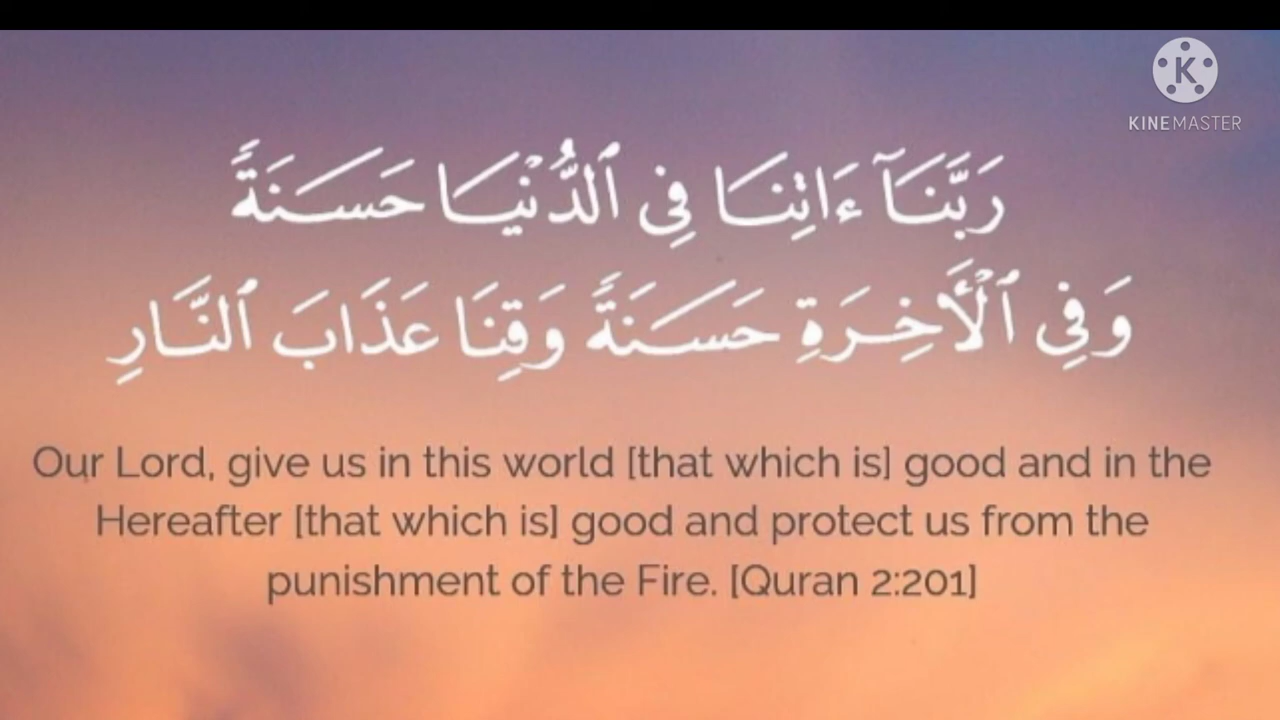 KINEMASTER
رَبَّنَآ ءَاتِنَا فِى ٱلدُّنْيَا حَسَنَةً
وَفِى ٱلْأَخِرَةِ حَسَنَةً وَقِنَا عَذَابَ ٱلنَّارِ
Our Lord, give us in this world [that which is] good and in the
Hereafter [that which is] good and protect us from the
punishment of the Fire. [Quran 2:201]